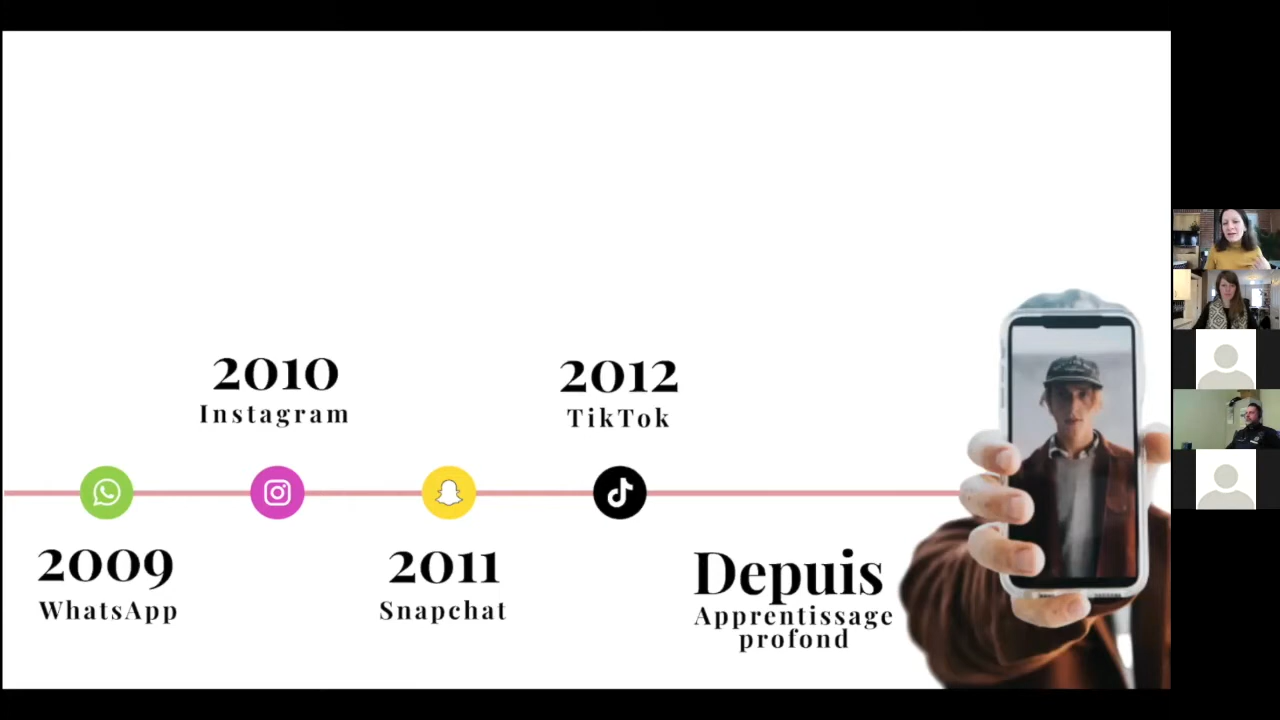 2010
Instagram
2012
TikTok
2009
WhatsApp
2011
Snapchat
Depuis
Apprentissage
profond